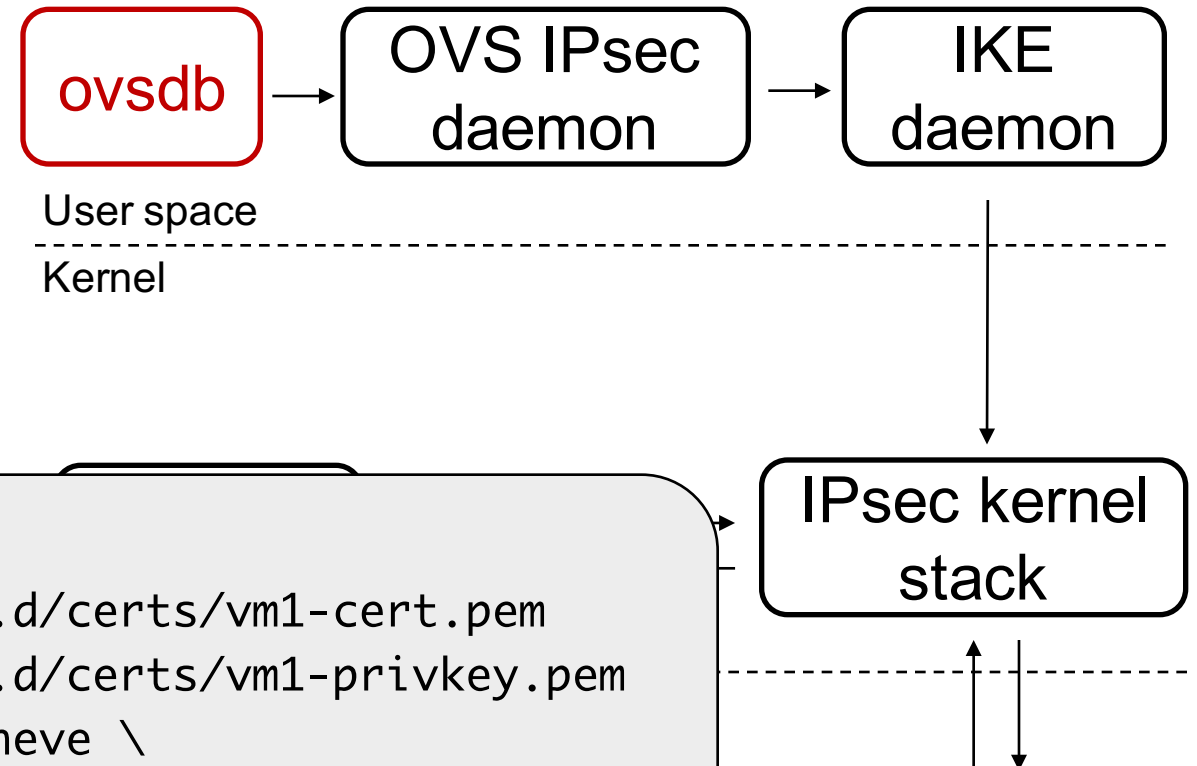 ovsdb
OVS IPsec
daemon
IKE
daemon
User space
Kernel
IPsec kernel
stack
.d/certs/vm1-cert.pem
.d/certs/vm1-privkey.pem
neve \